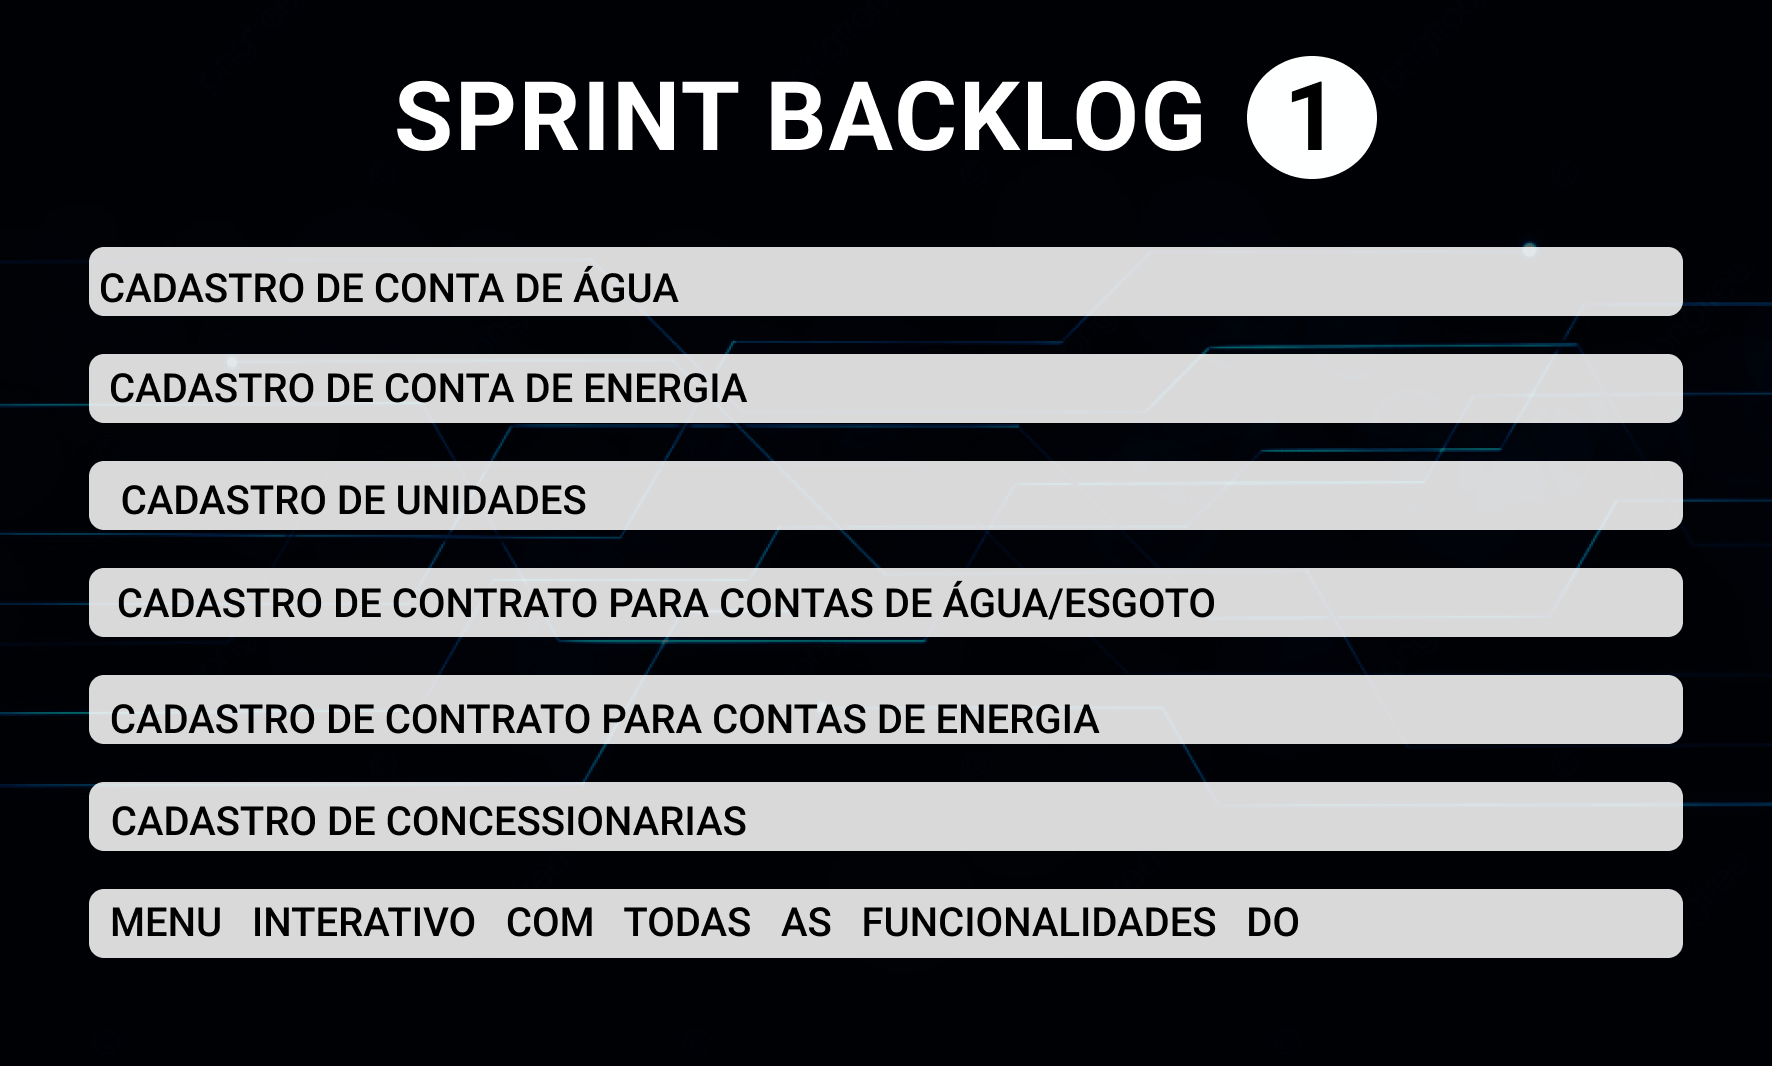 SPRINT BACKLOG 1
CADASTRO DE CONTA DE ÁGUA
CADASTRO DE CONTA DE ENERGIA
CADASTRO DE UNIDADES
CADASTRO DE CONTRATO PARA CONTAS DE ÁGUA/ESGOTO
CADASTRO DE CONTRATO PARA CONTAS DE ENERGIA
CADASTRO DE CONCESSIONARIAS
MENU INTERATIVO COM TODAS AS FUNCIONALIDADES DO